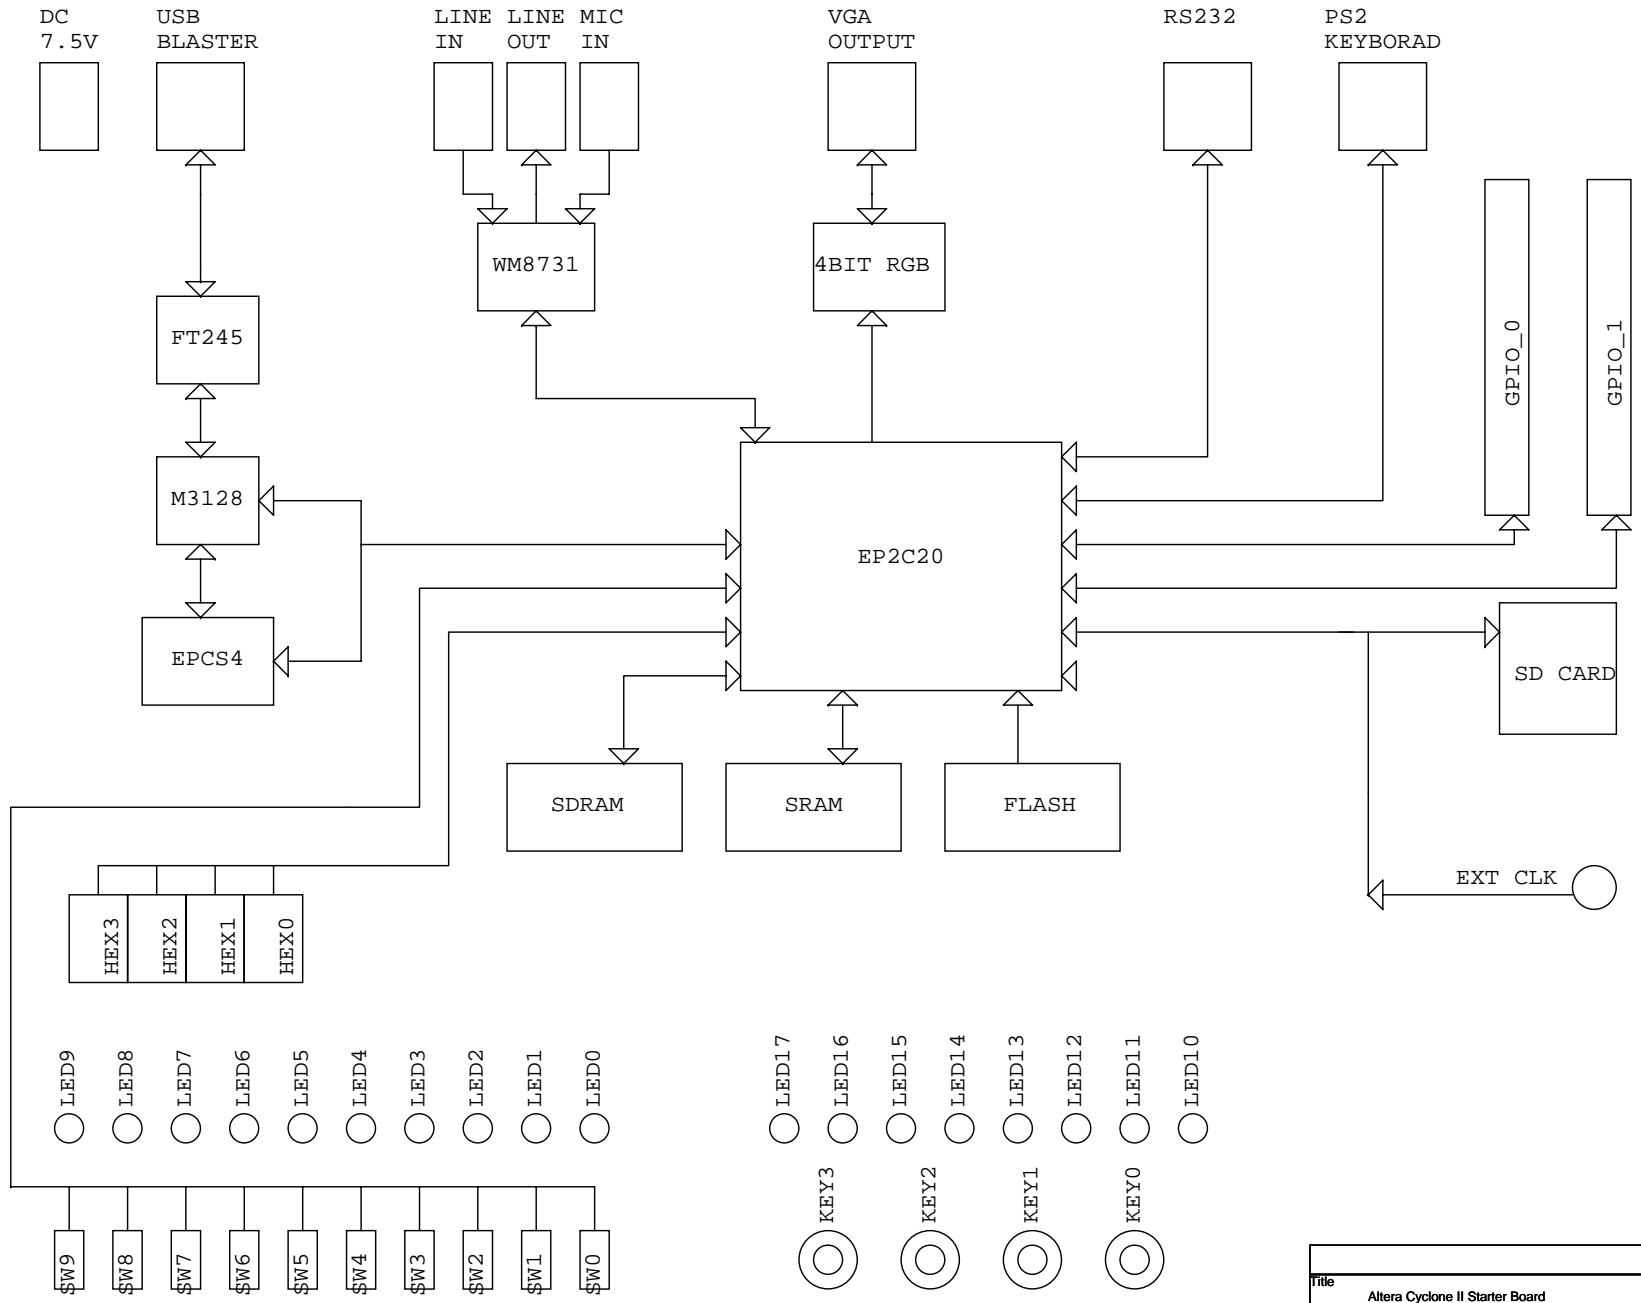 DC
7.5V
USB
BLASTER
LINE
IN
LINE
OUT
MIC
IN
VGA
OUTPUT
RS232
PS2
KEYBORAD
WM8731
4BIT RGB
FT245
GPIO_0
GPIO_1
M3128
EP2C20
EPCS4
SD CARD
SDRAM
SRAM
FLASH
EXT CLK
HEX3
HEX2
HEX1
HEX0
LED9
LED8
LED7
LED6
LED5
LED4
LED3
LED2
LED1
LED0
LED17
LED16
LED15
LED14
LED13
LED12
LED11
LED10
KEY3
KEY2
KEY1
KEY0
SW9
SW8
SW7
SW6
SW5
SW4
SW3
SW2
SW1
SW0
Title
Altera Cyclone II Starter Board